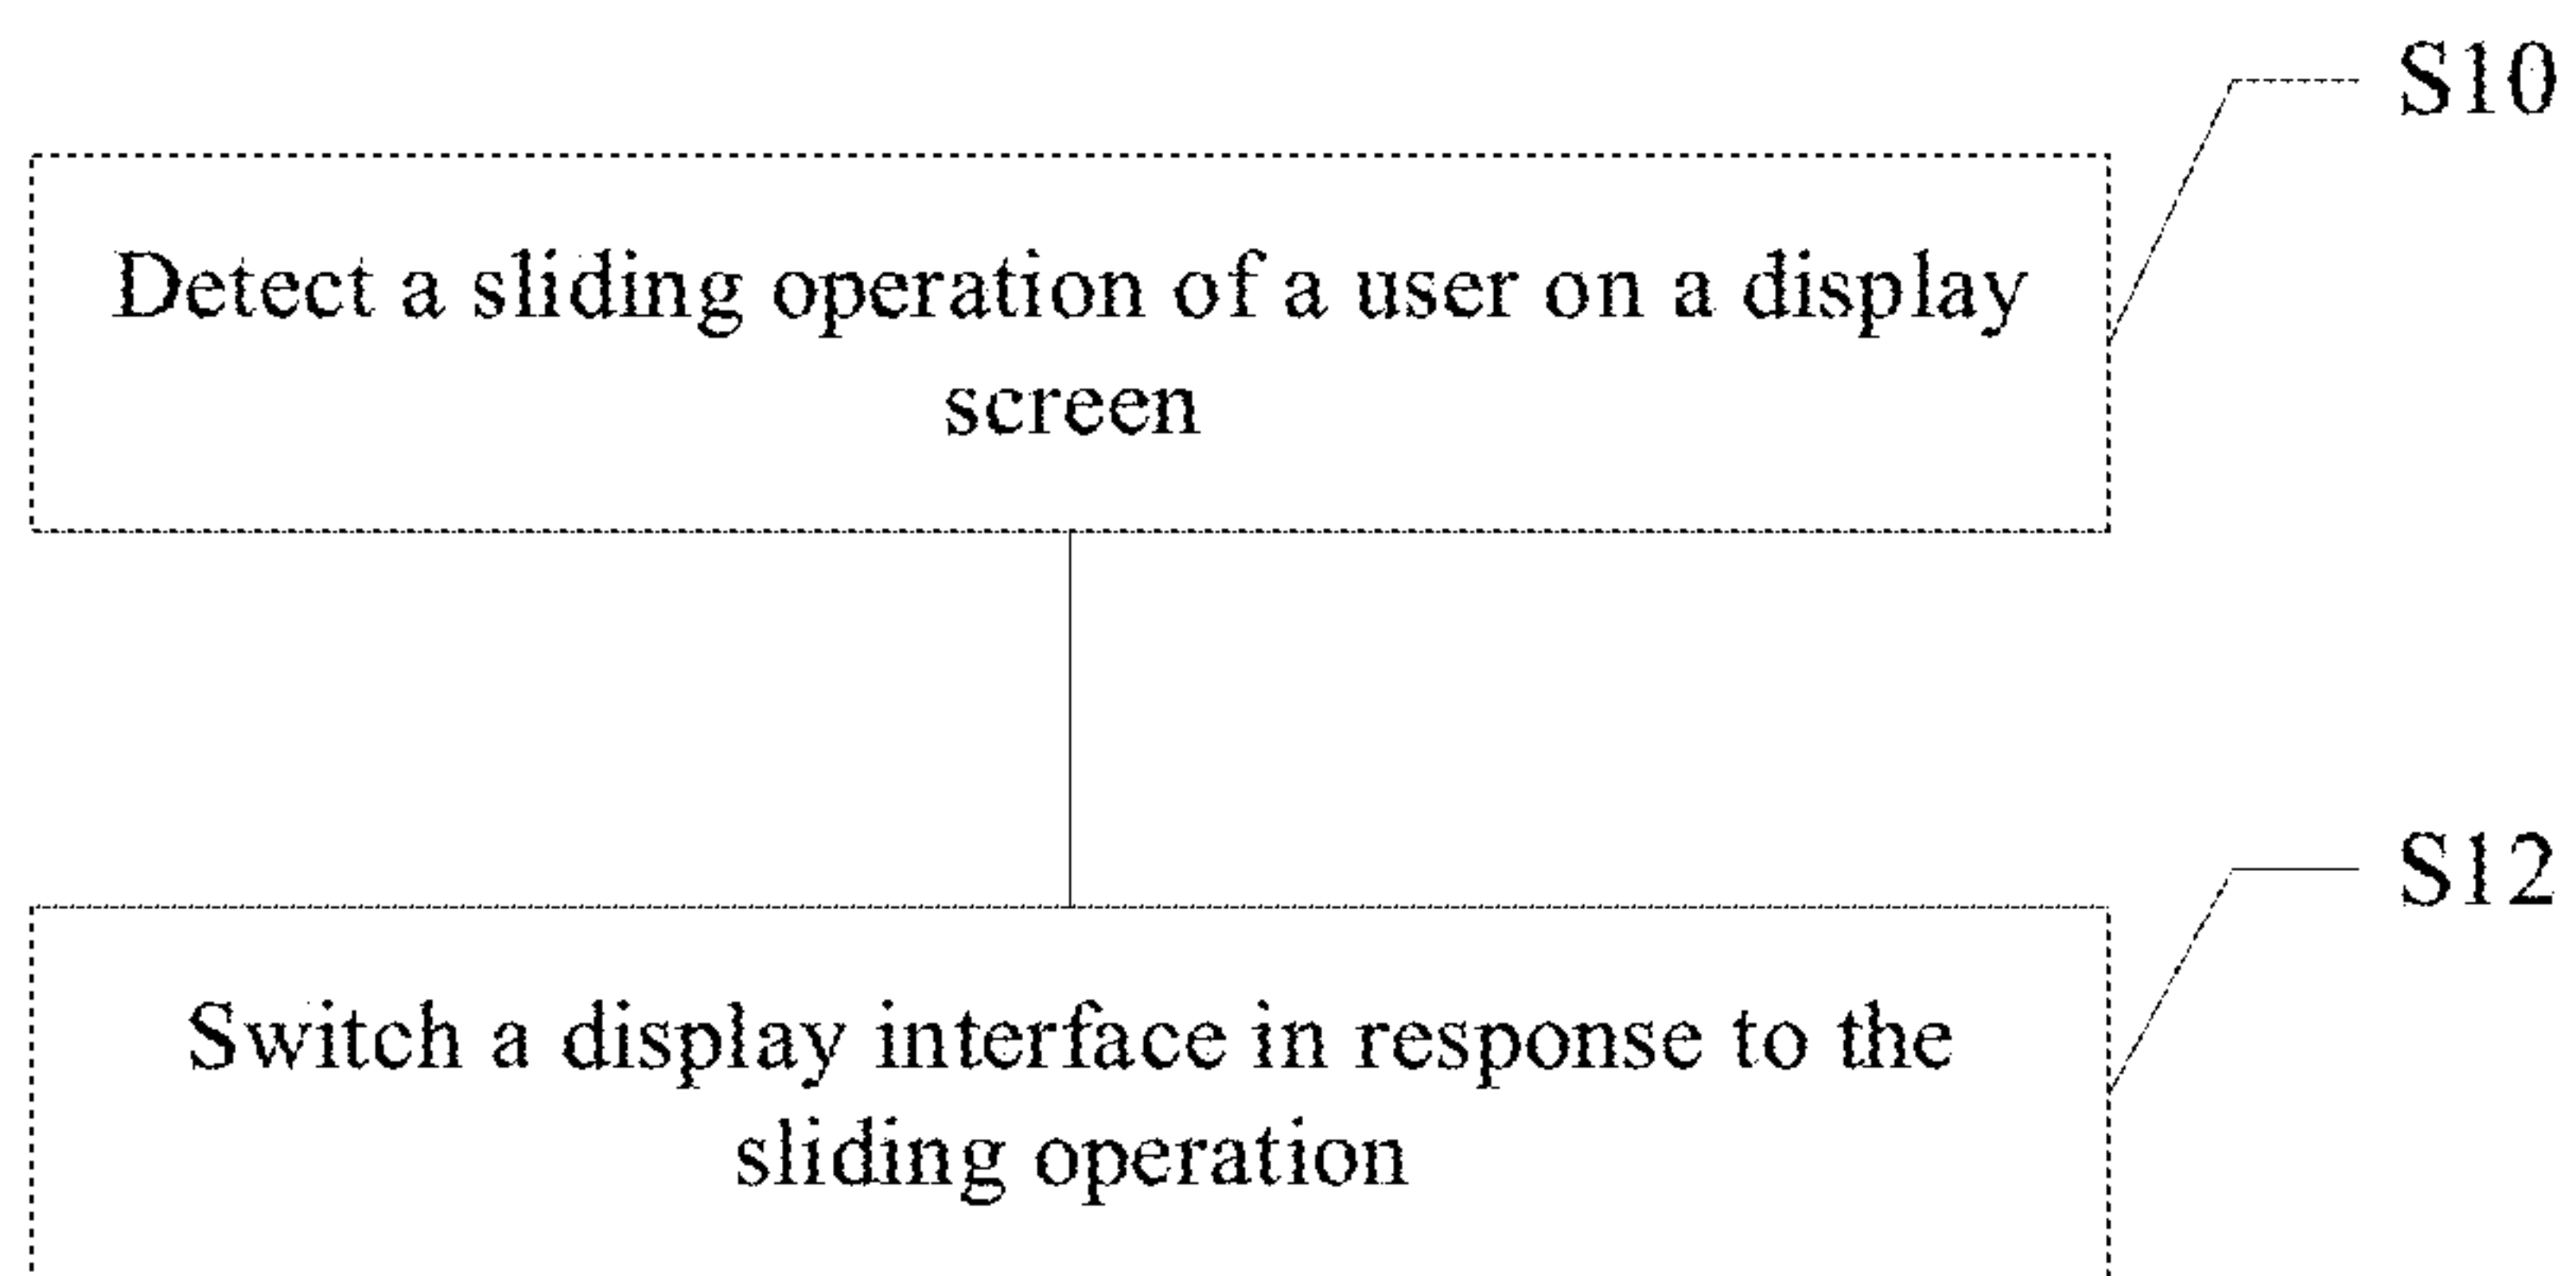 S10
Detect a sliding operation of a user on a display
screen
S12
Switch a display interface in response to the
sliding operation